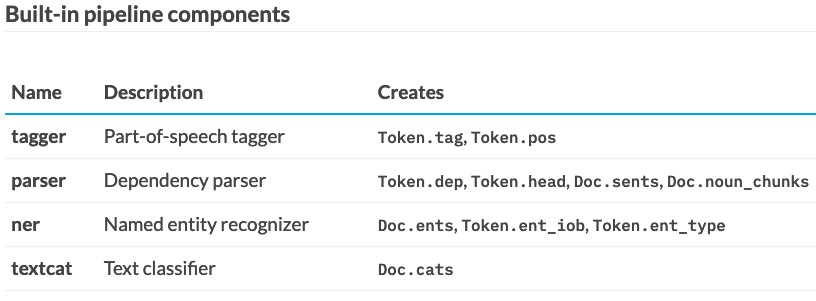 Built-in pipeline components
Name Description Creates
tagger Part-of-speech tagger Token.tag, Token.pos
parser Dependency parser Token.dep, Token.head, Doc.sents, Doc.noun_chunks
ner Named entity recognizer Doc.ents, Token.ent_iob, Token.ent_type
textcat Text classifier Doc.cats